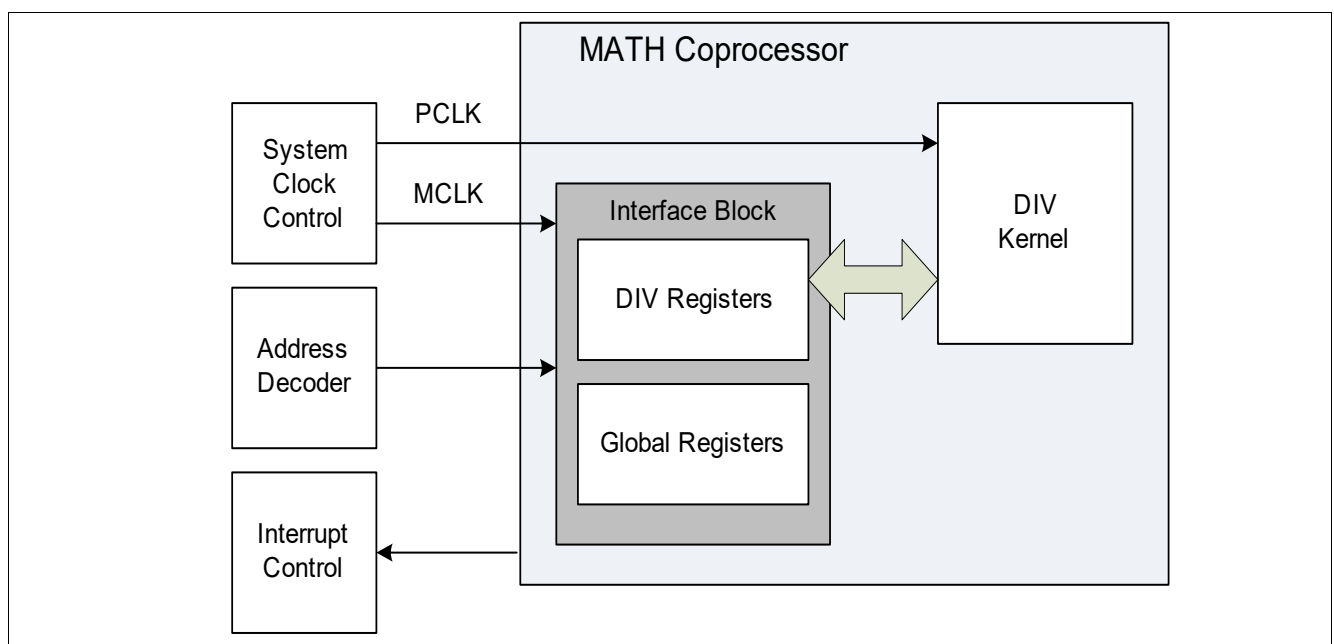 MATH Coprocessor
PCLK
System
Clock
Control
MCLK
Interface Block
DIV
Kernel
DIV Registers
Address
Decoder
Global Registers
Interrupt
Control